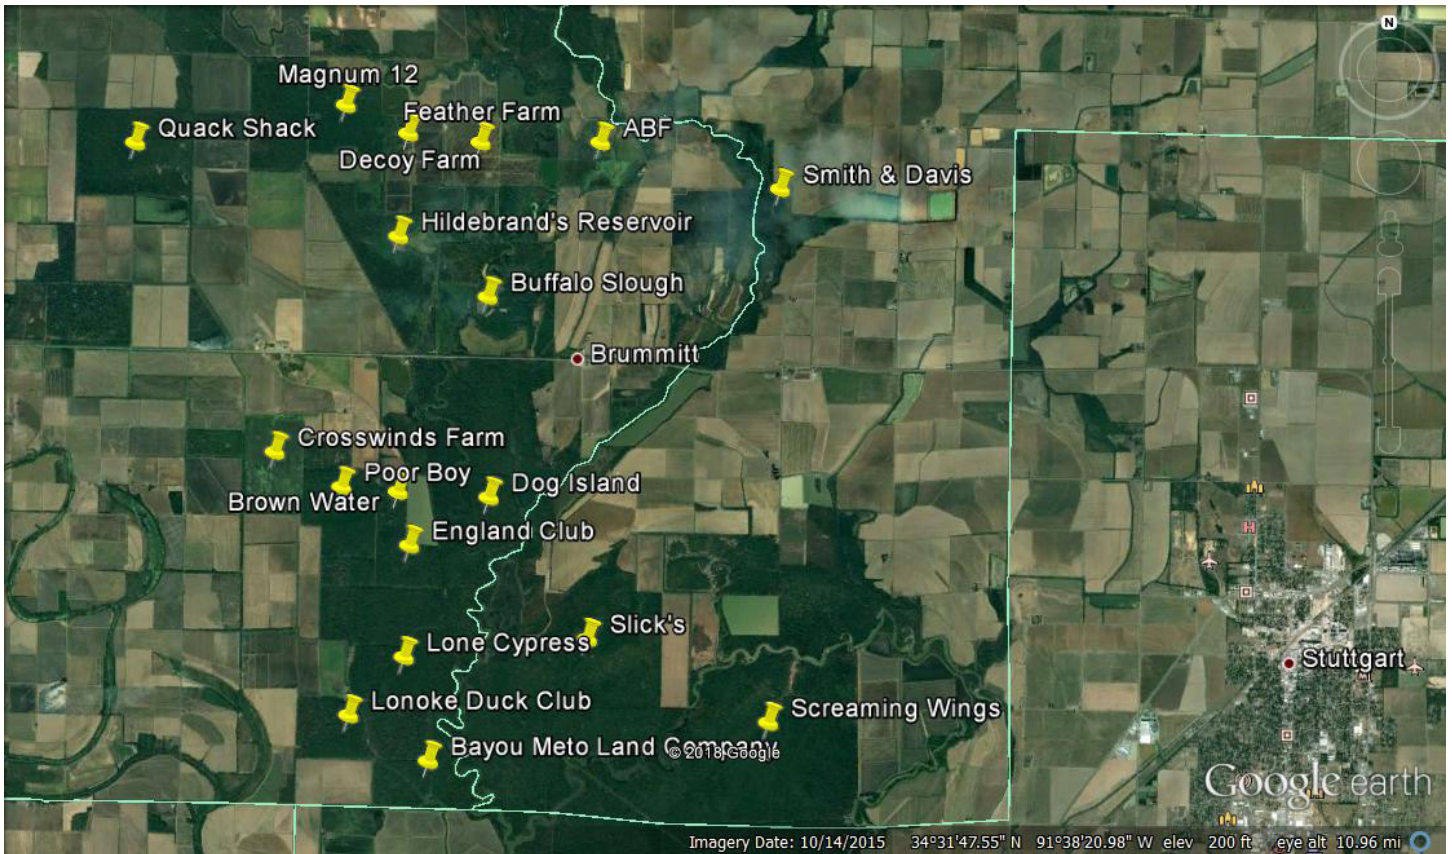 N
Magnum 12
Feather Farm
Quack Shack
ABF
Decoy Farm
Smith & Davis
Hildebrand's Reservoir
Buffalo Slough
Brummitt
Crosswinds Farm
Poor Boy
Brown Water
Dog Island
England Club
H
Slick's
Lone Cypress
Stuttgart
Lonoke Duck Club
Screaming Wings
Bayou Meto Land Company
© 2018 Google
Google earth
Imagery Date: 10/14/2015 34°31'47.55" N 91°38'20.98" W elev 200 ft eye alt 10.96 mi